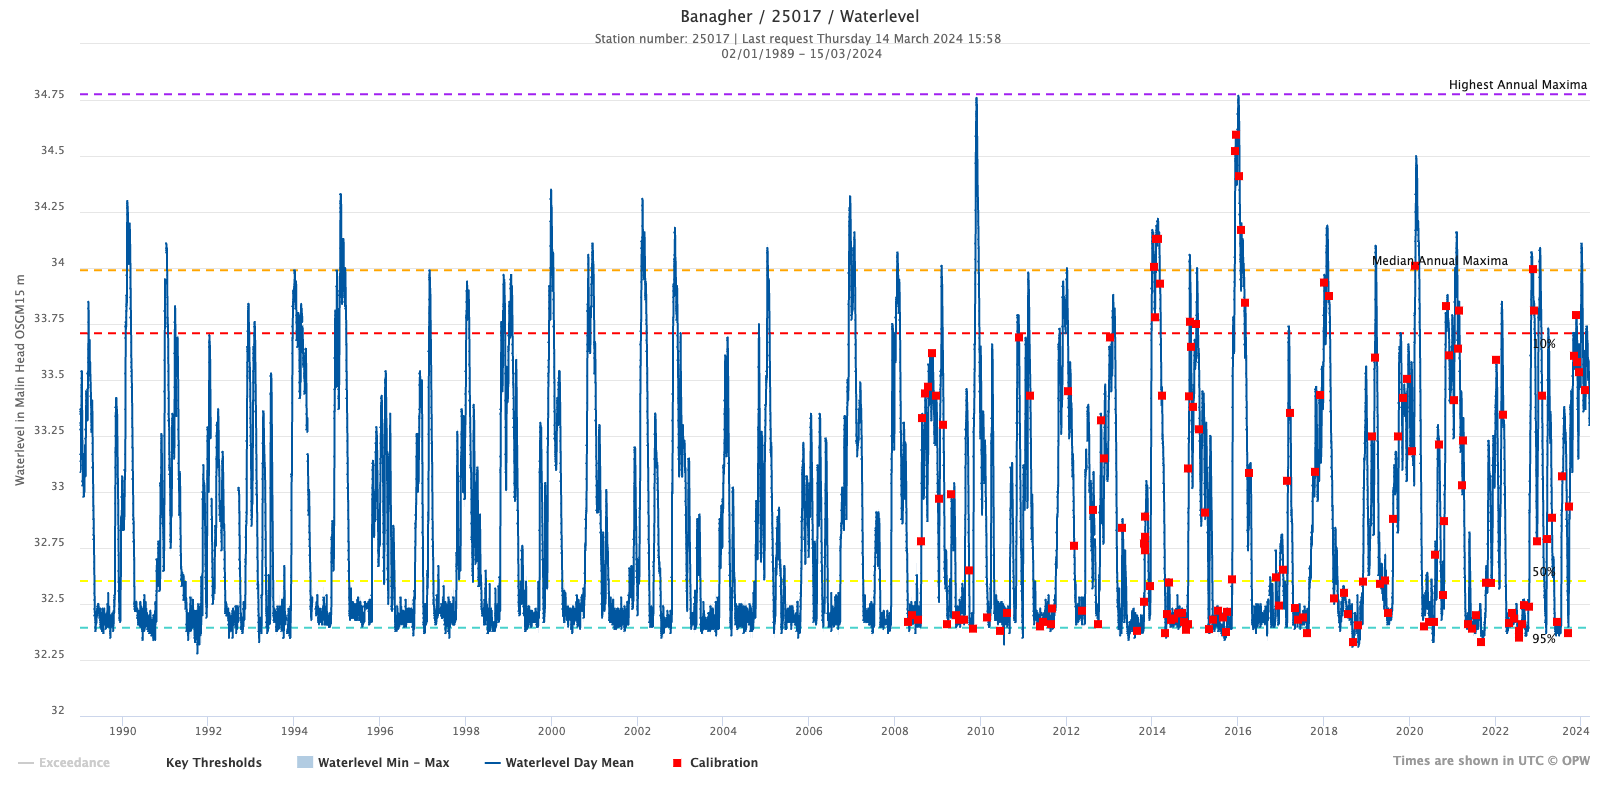 Banagher / 25017 / Waterlevel
Station number: 25017 | Last request Thursday 14 March 2024 15:58
02/01/1989 - 15/03/2024
Highest Annual Maxima
Median Annual Maxima
10%
50%
95%
Waterlevel in Malin Head OSGM15 m
34.75
34.5
34.25
34
33.75
33.5
33.25
33
32.75
32.5
32.25
32
1990 1992 1994 1996 1998 2000 2002 2004 2006 2008 2010 2012 2014 2016 2018 2020 2022 2024
Exceedance Key Thresholds Waterlevel Min - Max Waterlevel Day Mean Calibration
Times are shown in UTC © OPW